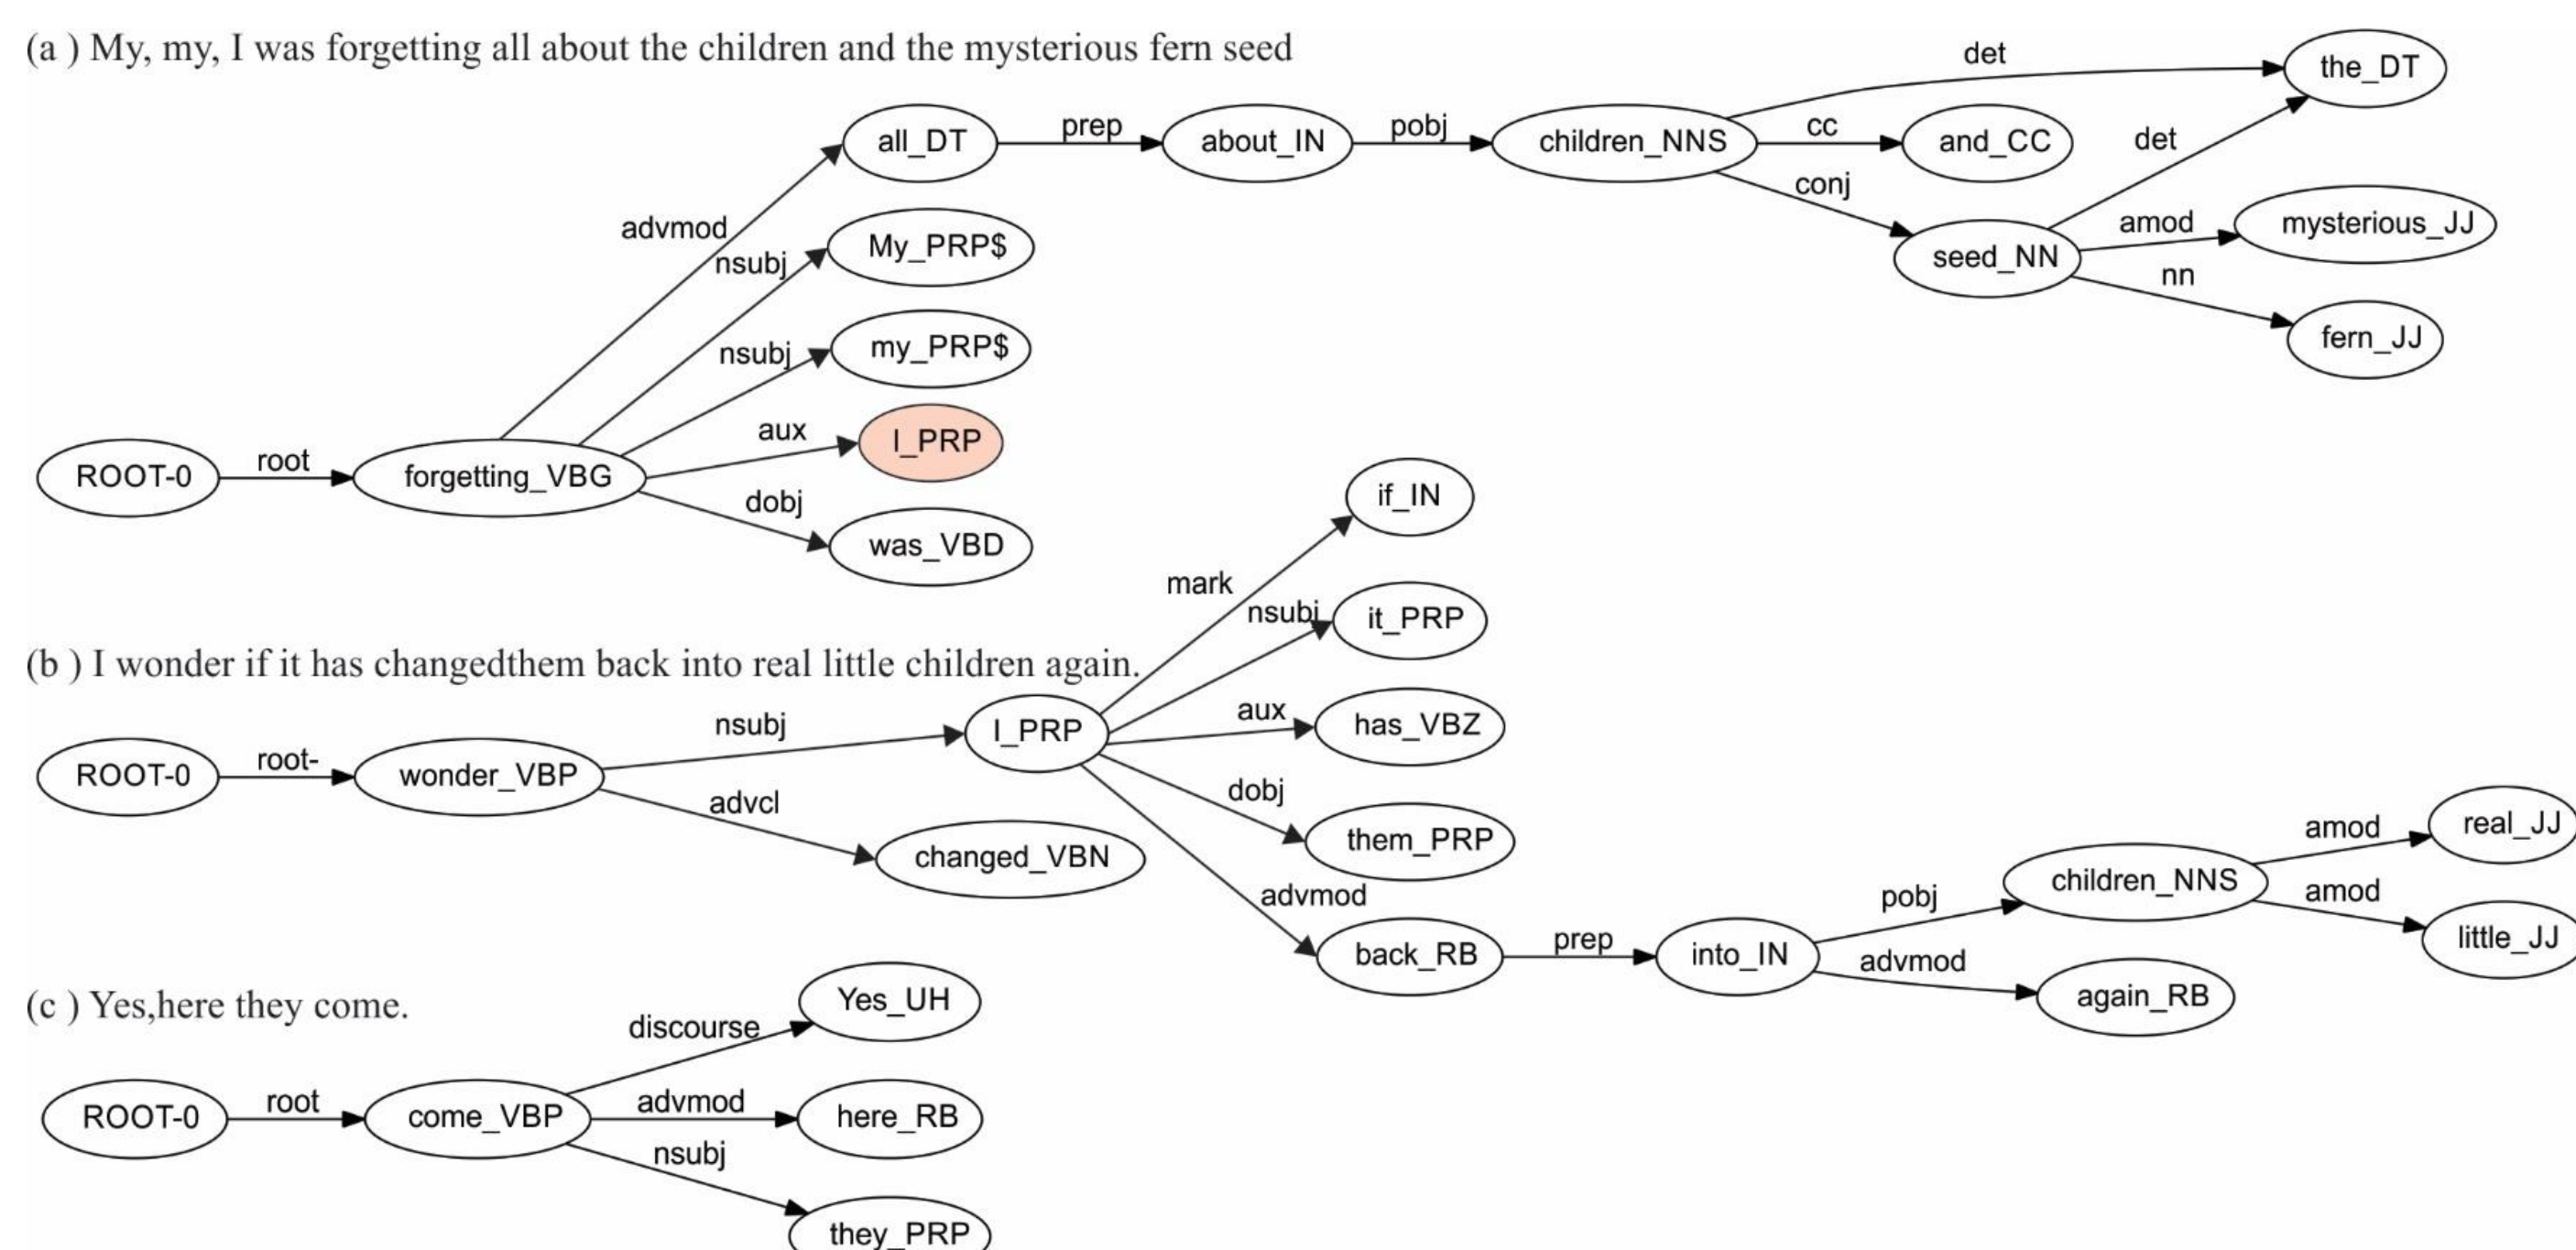 (a ) My, my, I was forgetting all about the children and the mysterious fern seed
det
the_DT
all_DT
prep
about_IN
pobj
children_NNS
cc
and_CC
det
conj
advmod
My_PRP$
nsubj
seed_NN
amod
mysterious_JJ
nn
fern_JJ
nsubj
my_PRP$
aux
I_PRP
ROOT-0
root
forgetting_VBG
dobj
was_VBD
if_IN
mark
nsubj
it_PRP
(b ) I wonder if it has changedthem back into real little children again.
nsubj
I_PRP
aux
has_VBZ
ROOT-0
root-
wonder_VBP
advcl
changed_VBN
dobj
them_PRP
advmod
back_RB
prep
into_IN
pobj
children_NNS
amod
real_JJ
amod
little_JJ
advmod
again_RB
(c ) Yes,here they come.
discourse
Yes_UH
ROOT-0
root
come_VBP
advmod
here_RB
nsubj
they_PRP